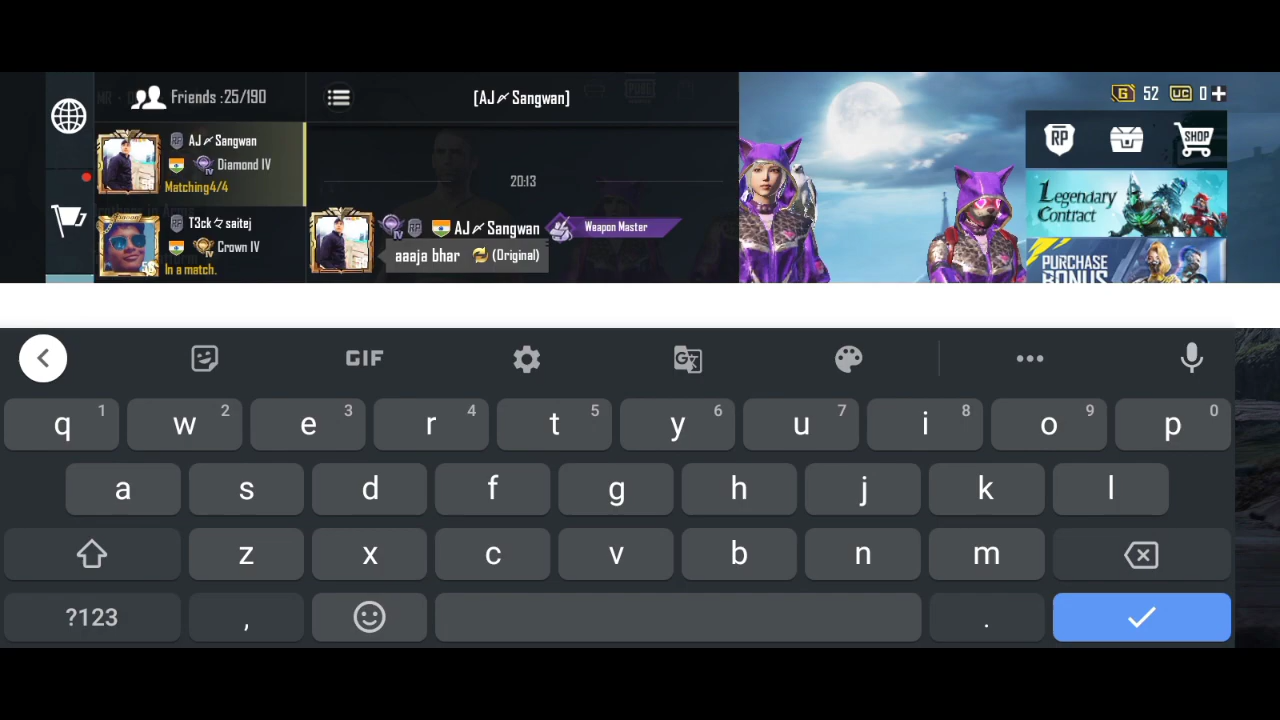 Friends :25/190
AJ〆Sangwan
Diamond IV
Matching4/4
T3ck々saitej
Crown IV
In a match.
[AJ〆Sangwan]
20:13
AJ〆Sangwan
Weapon Master
aaaja bhar
(Original)
G 52 UC 0 +
RP
SHOP
Legendary
Contract
PURCHASE
BONUS
GIF
q 1 w 2 e 3 r 4 t 5 y 6 u 7 i 8 o 9 p 0
a s d f g h j k l
z x c v b n m
?123 , .